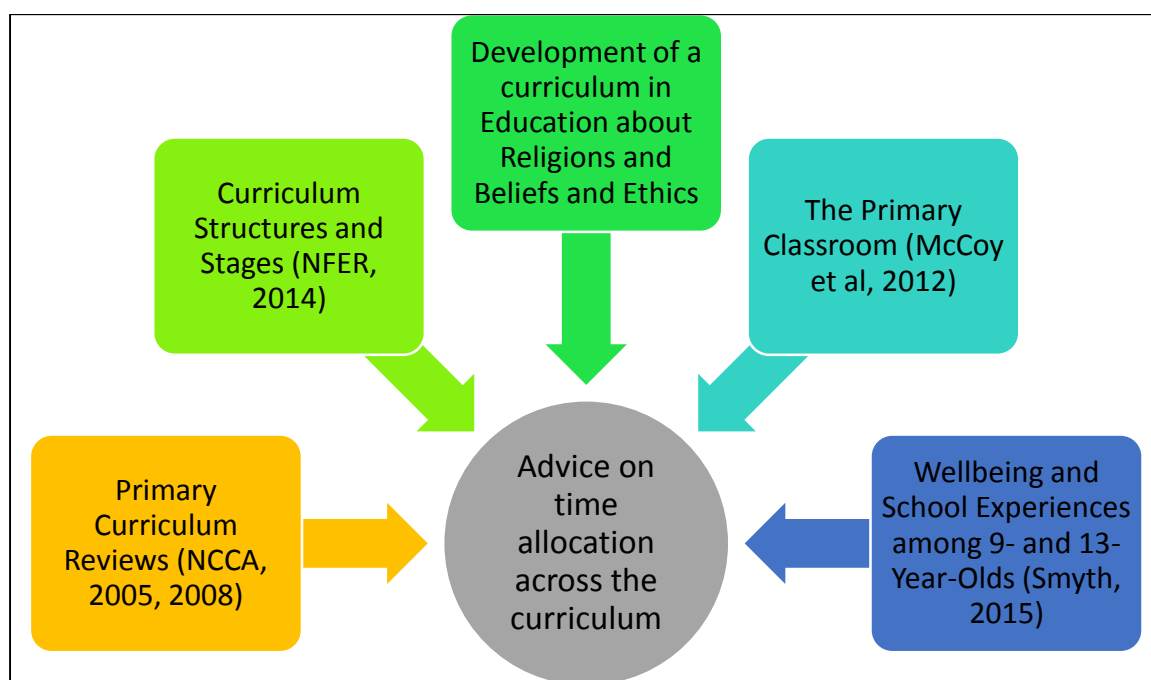 Development of a
curriculum in
Education about
Religions and
Beliefs and Ethics
Curriculum
Structures and
Stages (NFER,
2014)
The Primary
Classroom (McCoy
et al, 2012)
Primary
Curriculum
Reviews (NCCA,
2005, 2008)
Advice on
time
allocation
across the
curriculum
Wellbeing and
School Experiences
among 9- and 13-
Year-Olds (Smyth,
2015)